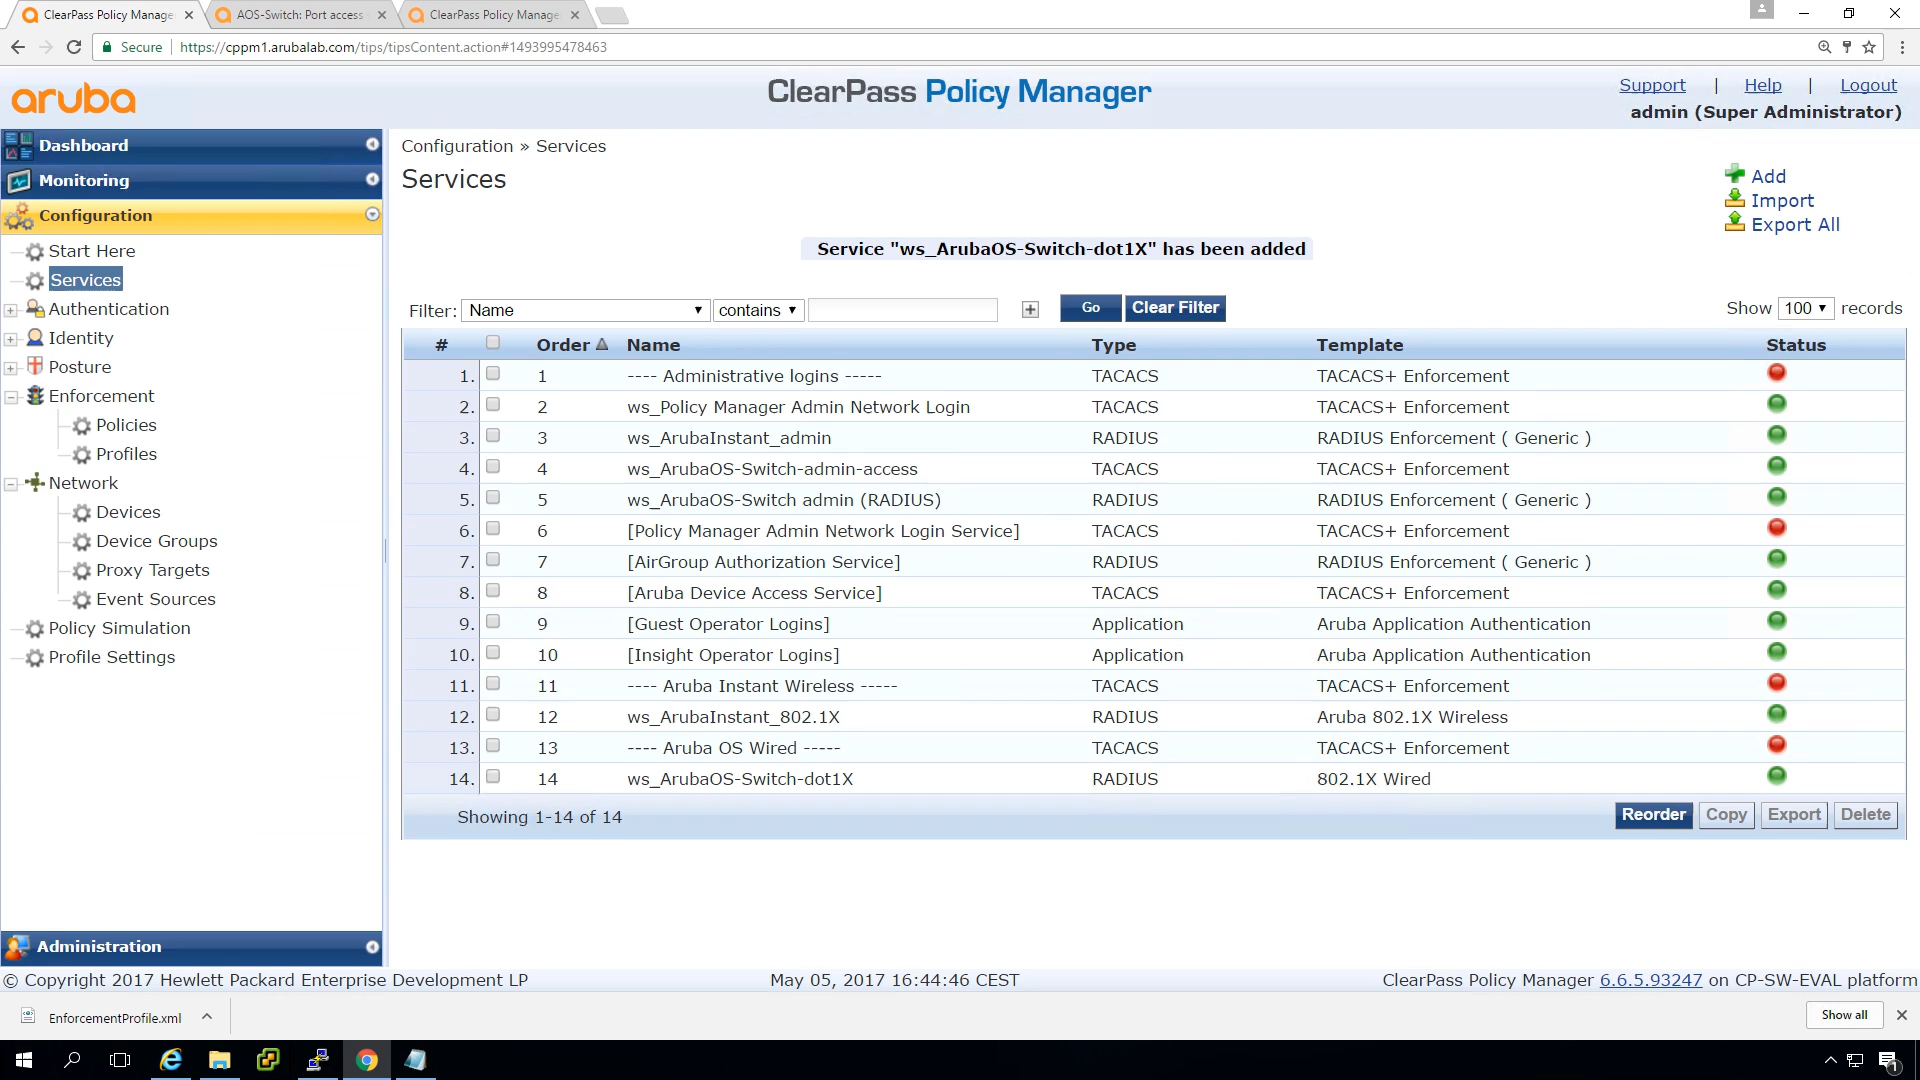 ClearPass Policy Manage
AOS-Switch: Port access
ClearPass Policy Manage
Secure
https://cppm1.arubalab.com/tips/tipsContent.action#1493995478463
aruba
ClearPass Policy Manager
Support | Help | Logout
admin (Super Administrator)
Dashboard
Monitoring
Configuration
Start Here
Services
Authentication
Identity
Posture
Enforcement
Policies
Profiles
Network
Devices
Device Groups
Proxy Targets
Event Sources
Policy Simulation
Profile Settings
Administration
Configuration » Services
Services
Add
Import
Export All
Service "ws_ArubaOS-Switch-dot1X" has been added
Filter: Name contains Go Clear Filter Show 100 records
# Order Name Type Template Status
1. 1 ---- Administrative logins ----- TACACS TACACS+ Enforcement
2. 2 ws_Policy Manager Admin Network Login TACACS TACACS+ Enforcement
3. 3 ws_ArubaInstant_admin RADIUS RADIUS Enforcement ( Generic )
4. 4 ws_ArubaOS-Switch-admin-access TACACS TACACS+ Enforcement
5. 5 ws_ArubaOS-Switch admin (RADIUS) RADIUS RADIUS Enforcement ( Generic )
6. 6 [Policy Manager Admin Network Login Service] TACACS TACACS+ Enforcement
7. 7 [AirGroup Authorization Service] RADIUS RADIUS Enforcement ( Generic )
8. 8 [Aruba Device Access Service] TACACS TACACS+ Enforcement
9. 9 [Guest Operator Logins] Application Aruba Application Authentication
10. 10 [Insight Operator Logins] Application Aruba Application Authentication
11. 11 ---- Aruba Instant Wireless ----- TACACS TACACS+ Enforcement
12. 12 ws_ArubaInstant_802.1X RADIUS Aruba 802.1X Wireless
13. 13 ---- Aruba OS Wired ----- TACACS TACACS+ Enforcement
14. 14 ws_ArubaOS-Switch-dot1X RADIUS 802.1X Wired
Showing 1-14 of 14
Reorder Copy Export Delete
© Copyright 2017 Hewlett Packard Enterprise Development LP
May 05, 2017 16:44:46 CEST
ClearPass Policy Manager 6.6.5.93247 on CP-SW-EVAL platform
EnforcementProfile.xml
Show all
1